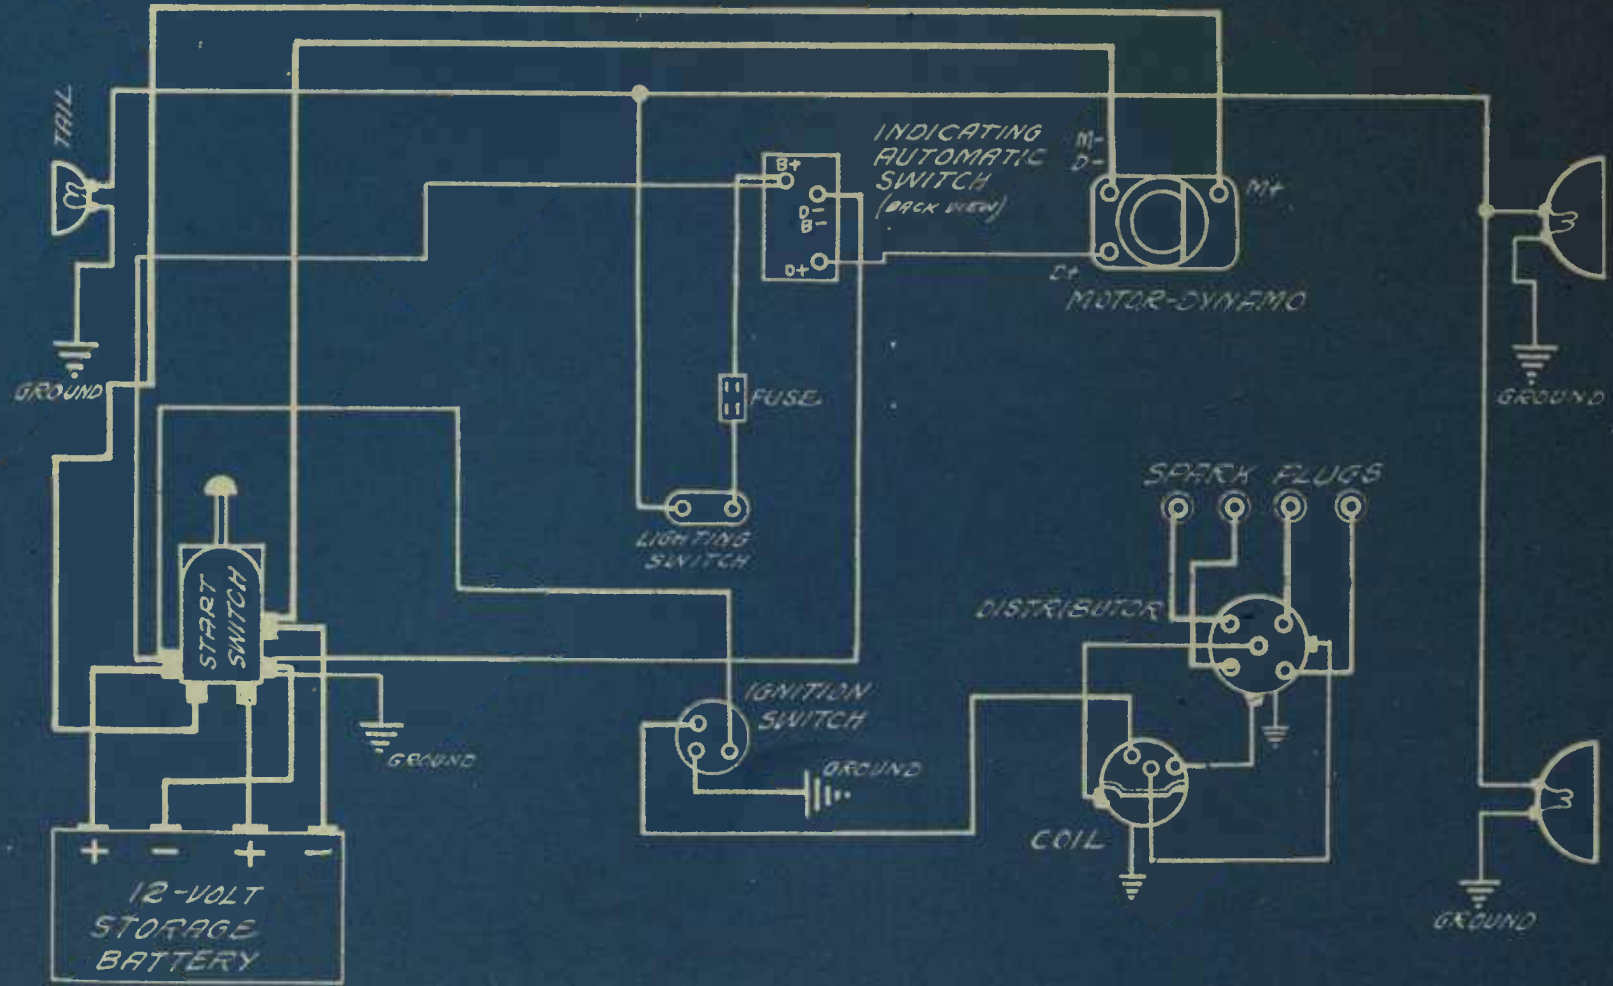 TAIL
INDICATING
AUTOMATIC
SWITCH
(BACK VIEW)
B+
D-
B-
D+
M-
D-
M+
D+
MOTOR-DYNAMO
GROUND
GROUND
FUSE
LIGHTING
SWITCH
SPARK PLUGS
DISTRIBUTOR
START
SWITCH
IGNITION
SWITCH
GROUND
GROUND
COIL
GROUND
+ - + -
12-VOLT
STORAGE
BATTERY